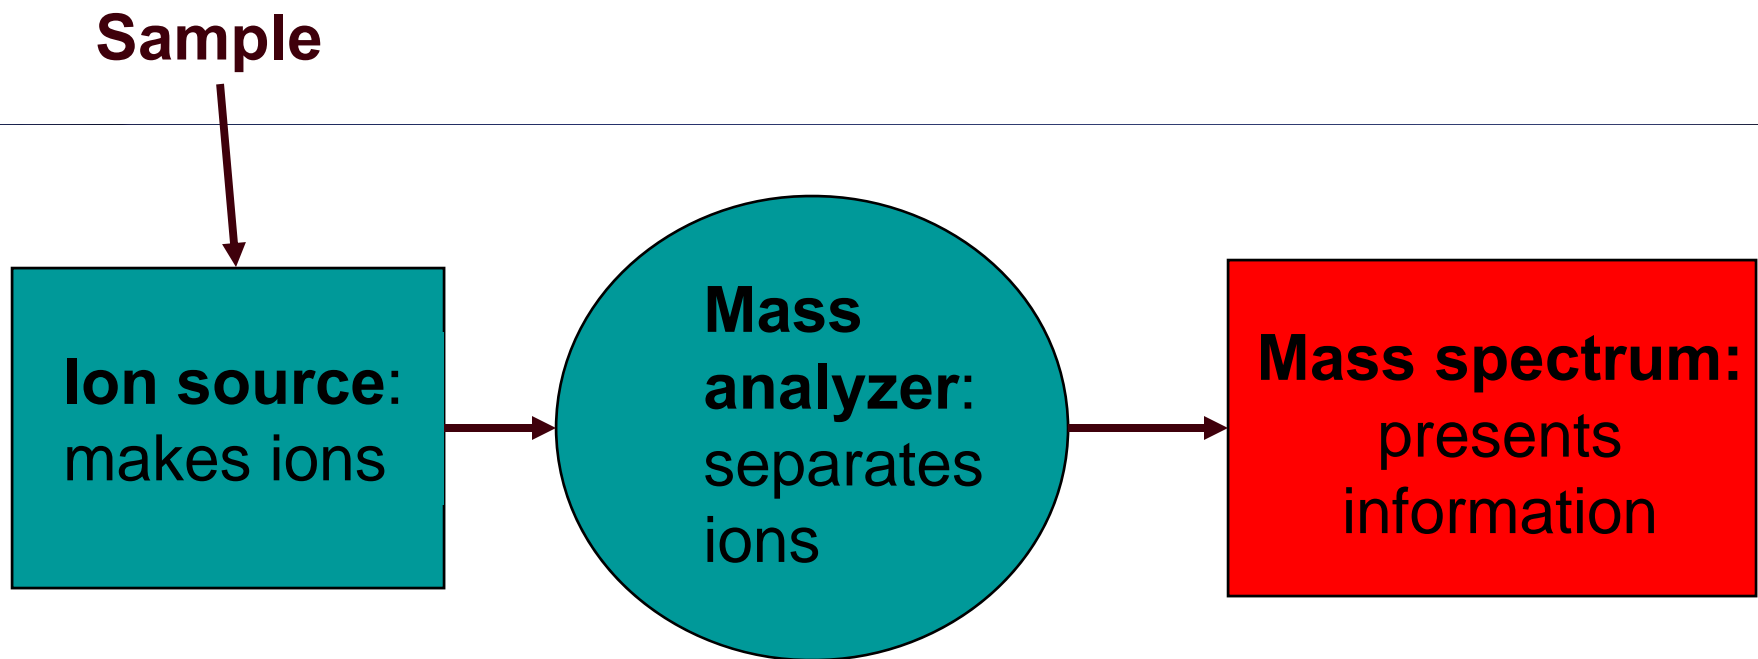 Sample
Ion source:
makes ions
Mass
analyzer:
separates
ions
Mass spectrum:
presents
information